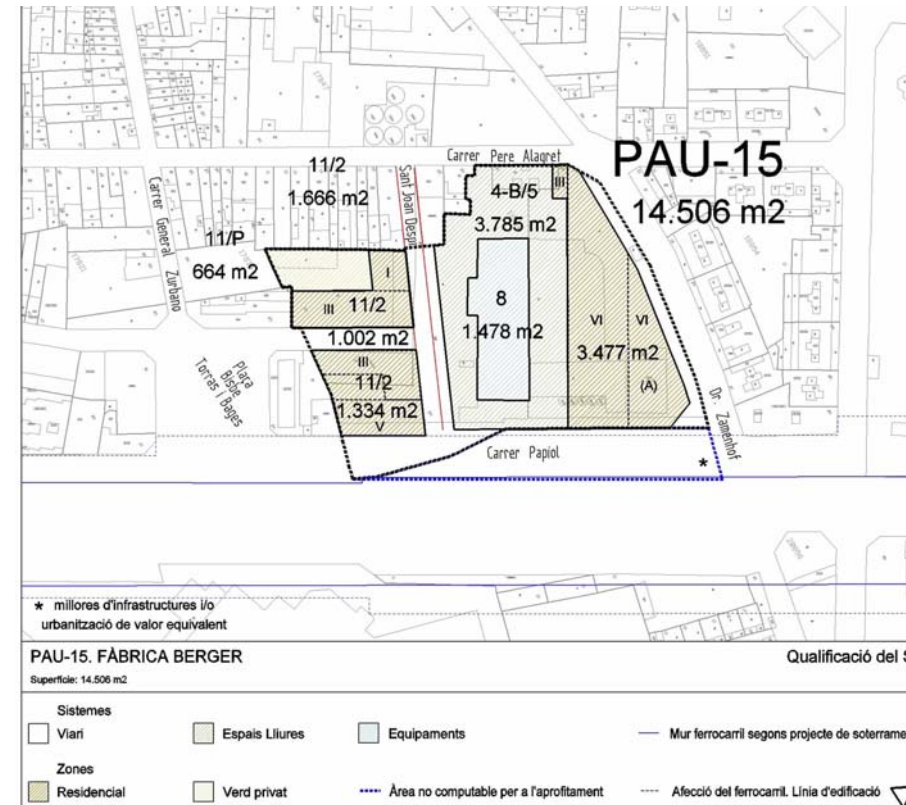 PAU-15
14.506 m2
Carrer Pere Alagret
11/2
1.666 m2
Sant Joan Despí
4-B/5
III
3.785 m2
Carrer General Zurbano
11/P
664 m2
I
8
III 11/2
1.478 m2
VI
VI
1.002 m2
3.477 m2
III
11/2
(A)
Plaça
Bisbe
Torras i Bages
1.334 m2
V
Dr. Zamenhof
Carrer Papiol
*
* millores d'infrastructures i/o
urbanització de valor equivalent
PAU-15. FÀBRICA BERGER
Qualificació del S
Superfície: 14.506 m2
Sistemes
Viari
Espais Lliures
Equipaments
Mur ferrocarril segons projecte de soterrame
Zones
Residencial
Verd privat
Àrea no computable per a l'aprofitament
Afecció del ferrocarril. Línia d'edificació